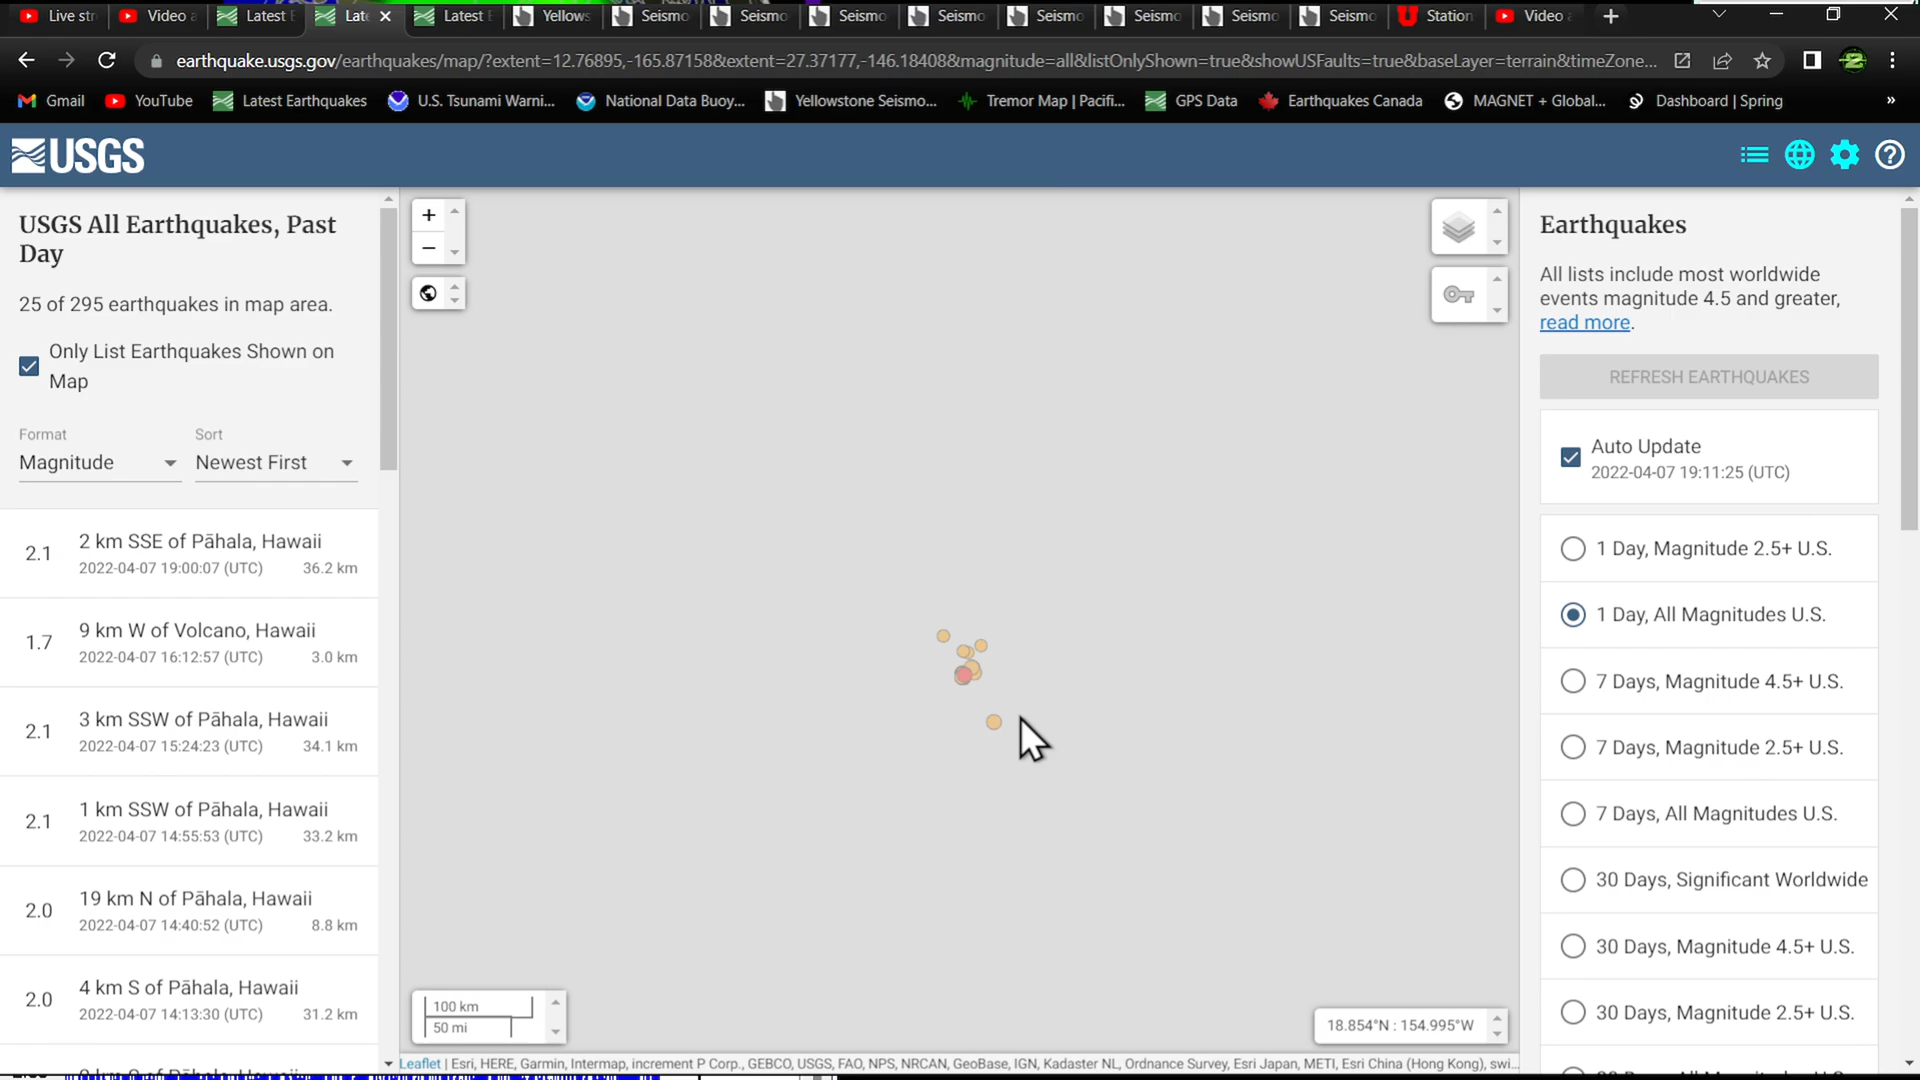 Live str
Video a
Latest E
Late
Latest E
Yellows
Seismo
Seismo
Seismo
Seismo
Seismo
Seismo
Seismo
Seismo
Station
Video a
earthquake.usgs.gov/earthquakes/map/?extent=12.76895,-165.87158&extent=27.37177,-146.18408&magnitude=all&listOnlyShown=true&showUSFaults=true&baseLayer=terrain&timeZone...
Gmail
YouTube
Latest Earthquakes
U.S. Tsunami Warni...
National Data Buoy...
Yellowstone Seismo...
Tremor Map | Pacifi...
GPS Data
Earthquakes Canada
MAGNET + Global...
Dashboard | Spring
»
USGS
USGS All Earthquakes, Past
Day
25 of 295 earthquakes in map area.
Only List Earthquakes Shown on
Map
Format
Sort
Magnitude
Newest First
2.1
2 km SSE of Pāhala, Hawaii
2022-04-07 19:00:07 (UTC) 36.2 km
1.7
9 km W of Volcano, Hawaii
2022-04-07 16:12:57 (UTC) 3.0 km
2.1
3 km SSW of Pāhala, Hawaii
2022-04-07 15:24:23 (UTC) 34.1 km
2.1
1 km SSW of Pāhala, Hawaii
2022-04-07 14:55:53 (UTC) 33.2 km
2.0
19 km N of Pāhala, Hawaii
2022-04-07 14:40:52 (UTC) 8.8 km
2.0
4 km S of Pāhala, Hawaii
2022-04-07 14:13:30 (UTC) 31.2 km
+
−
100 km
50 mi
18.854°N : 154.995°W
Leaflet | Esri, HERE, Garmin, Intermap, increment P Corp., GEBCO, USGS, FAO, NPS, NRCAN, GeoBase, IGN, Kadaster NL, Ordnance Survey, Esri Japan, METI, Esri China (Hong Kong), swi...
Earthquakes
All lists include most worldwide
events magnitude 4.5 and greater,
read more.
REFRESH EARTHQUAKES
Auto Update
2022-04-07 19:11:25 (UTC)
1 Day, Magnitude 2.5+ U.S.
1 Day, All Magnitudes U.S.
7 Days, Magnitude 4.5+ U.S.
7 Days, Magnitude 2.5+ U.S.
7 Days, All Magnitudes U.S.
30 Days, Significant Worldwide
30 Days, Magnitude 4.5+ U.S.
30 Days, Magnitude 2.5+ U.S.